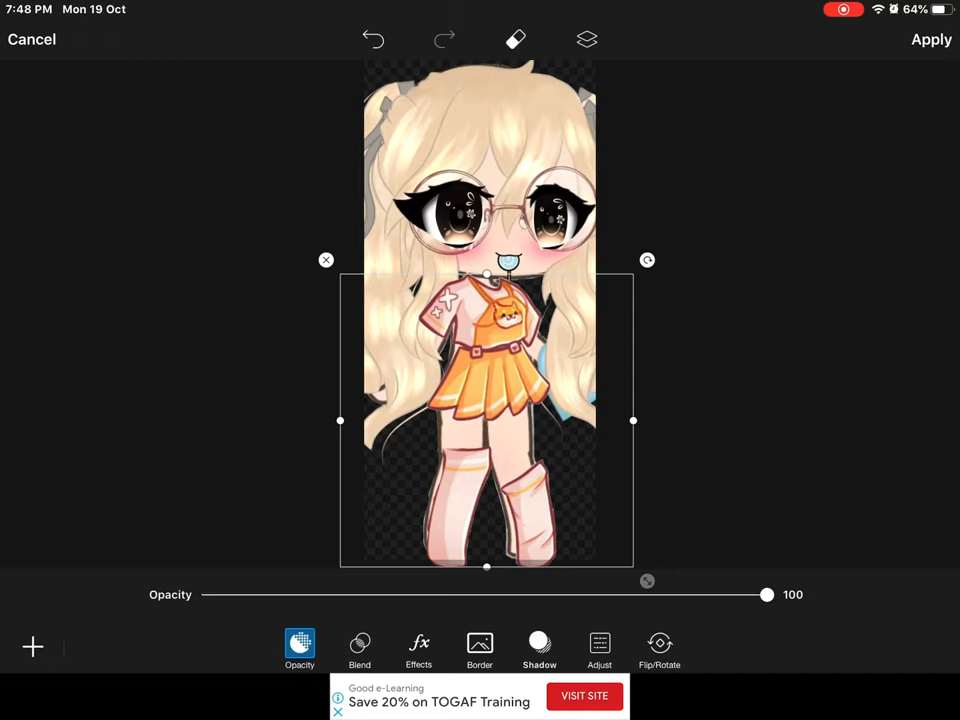 7:48 PM Mon 19 Oct
64%
Cancel
Apply
Opacity
100
Opacity
Blend
fx
Effects
Border
Shadow
Adjust
Flip/Rotate
Good e-Learning
Save 20% on TOGAF Training
VISIT SITE